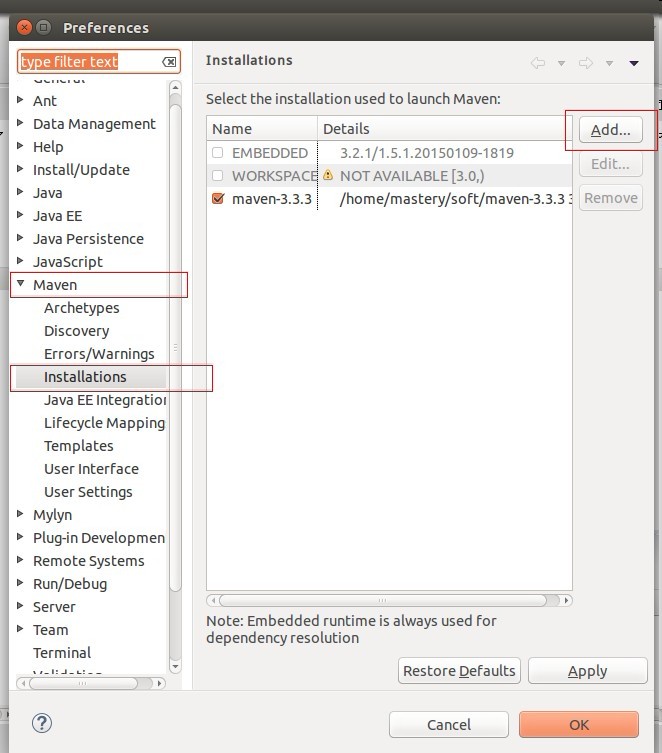 Preferences
type filter text
General
Ant
Data Management
Help
Install/Update
Java
Java EE
Java Persistence
JavaScript
Maven
Archetypes
Discovery
Errors/Warnings
Installations
Java EE Integration
Lifecycle Mapping
Templates
User Interface
User Settings
Mylyn
Plug-in Developmen
Remote Systems
Run/Debug
Server
Team
Terminal
Validation
Installations
Select the installation used to launch Maven:
Name Details
EMBEDDED 3.2.1/1.5.1.20150109-1819
WORKSPACE NOT AVAILABLE [3.0,)
maven-3.3.3 /home/mastery/soft/maven-3.3.3 3
Add...
Edit...
Remove
Note: Embedded runtime is always used for
dependency resolution
Restore Defaults Apply
Cancel OK